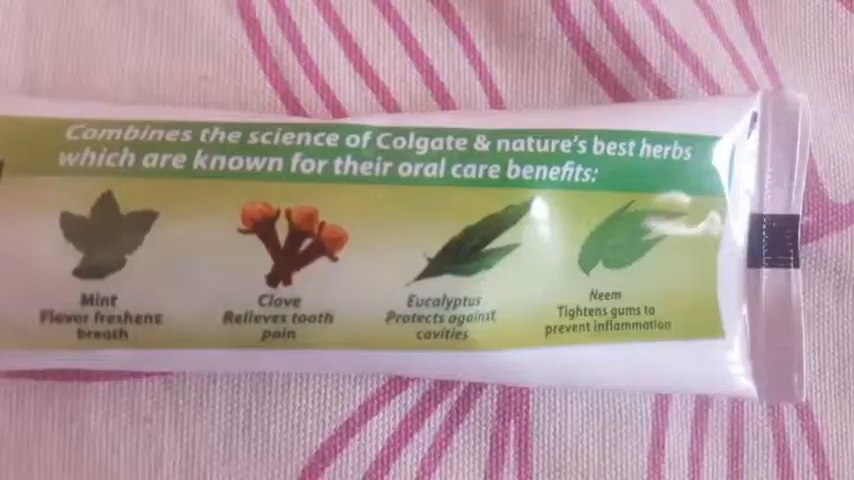 Combines the science of Colgate & nature's best herbs
which are known for their oral care benefits:
Mint
Flavor freshens
breath
Clove
Relieves tooth
pain
Eucalyptus
Protects against
cavities
Neem
Tightens gums to
prevent inflammation